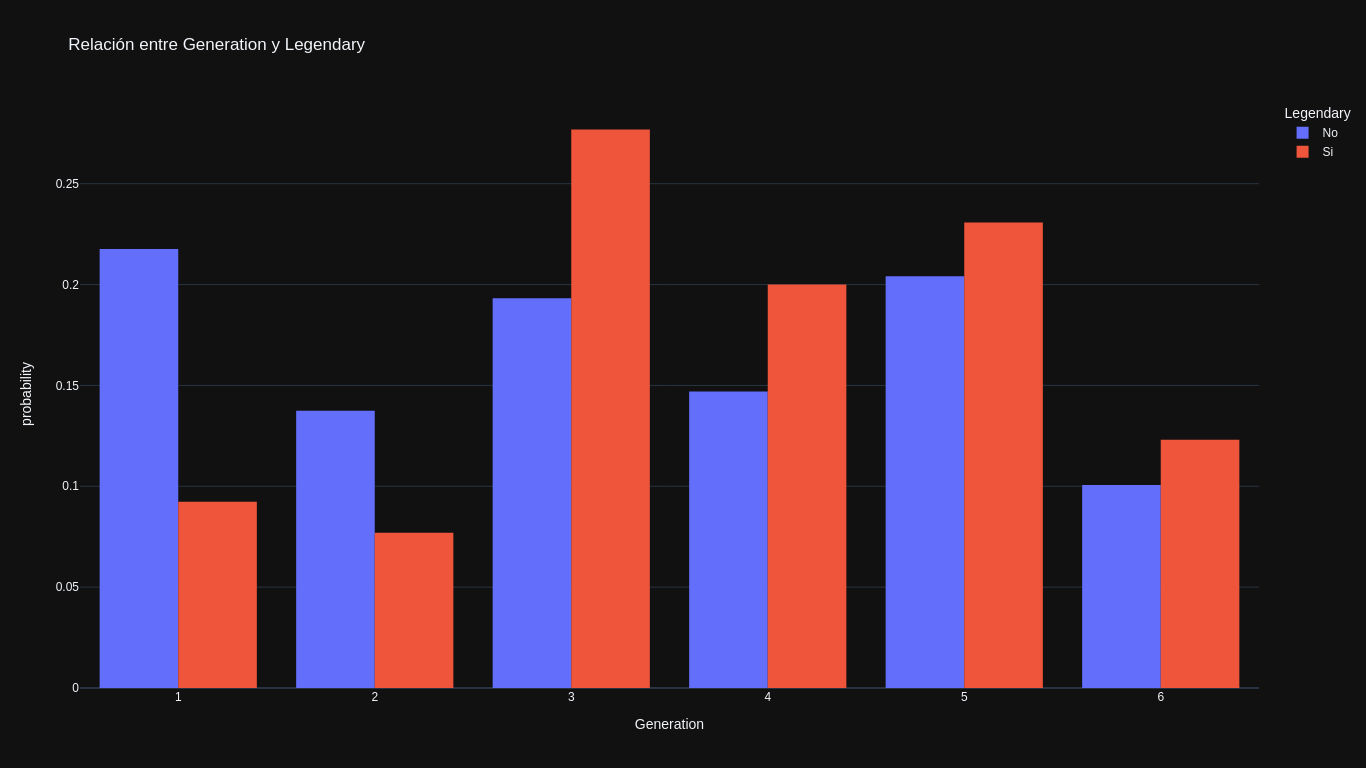 Relación entre Generation y Legendary
Legendary
No
Si
0.25
0.2
0.15
0.1
0.05
0
probability
1 2 3 4 5 6
Generation